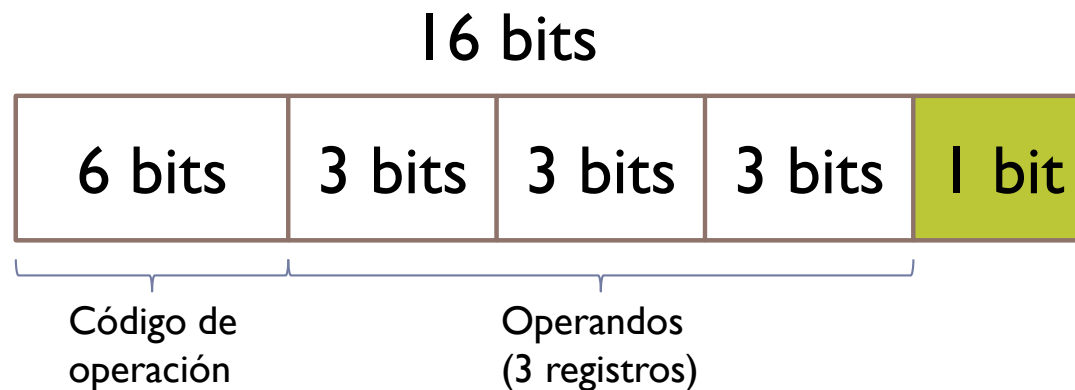 16 bits
6 bits 3 bits 3 bits 3 bits 1 bit
Código de operación
Operandos
(3 registros)